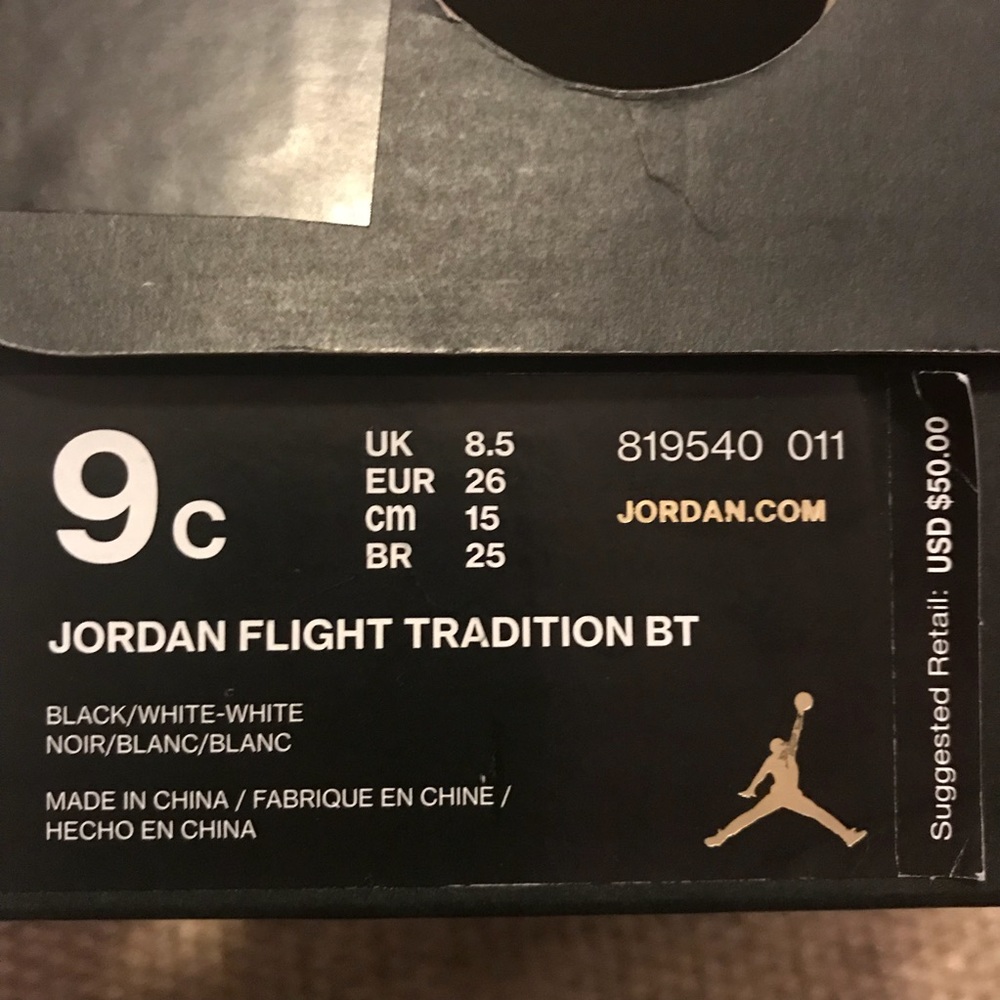 9c
UK 8.5
EUR 26
cm 15
BR 25
819540 011
JORDAN.COM
JORDAN FLIGHT TRADITION BT
BLACK/WHITE-WHITE
NOIR/BLANC/BLANC
MADE IN CHINA / FABRIQUE EN CHINE /
HECHO EN CHINA
Suggested Retail: USD $50.00